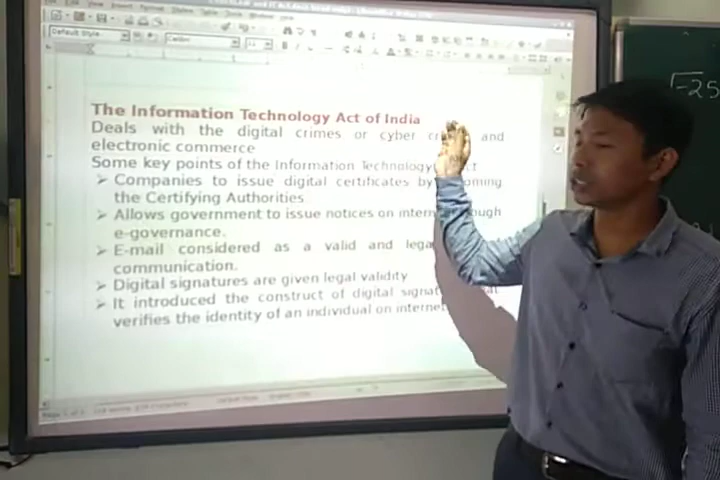 Default Style
The Information Technology Act of India
Deals with the digital crimes or cyber and
electronic commerce
Some key points of the Information Technology
Companies to issue digital certificates by
the Certifying Authorities
Allows government to issue notices on
e-governance.
E-mail considered as a valid and
communication.
Digital signatures are given legal validity
It introduced the construct of digital
verifies the identity of an individual on